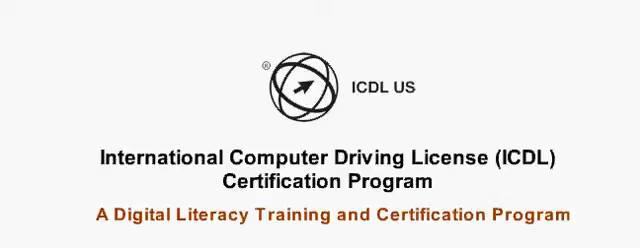 ® ICDL US
International Computer Driving License (ICDL)
Certification Program
A Digital Literacy Training and Certification Program